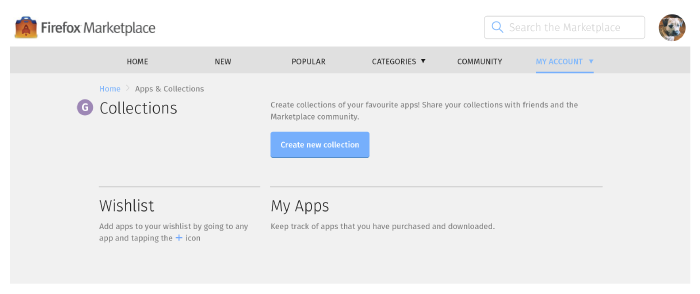 Firefox Marketplace
Search the Marketplace
HOME NEW POPULAR CATEGORIES ▼ COMMUNITY MY ACCOUNT ▼
Home > Apps & Collections
G Collections
Create collections of your favourite apps! Share your collections with friends and the
Marketplace community.
Create new collection
Wishlist
Add apps to your wishlist by going to any
app and tapping the + icon
My Apps
Keep track of apps that you have purchased and downloaded.